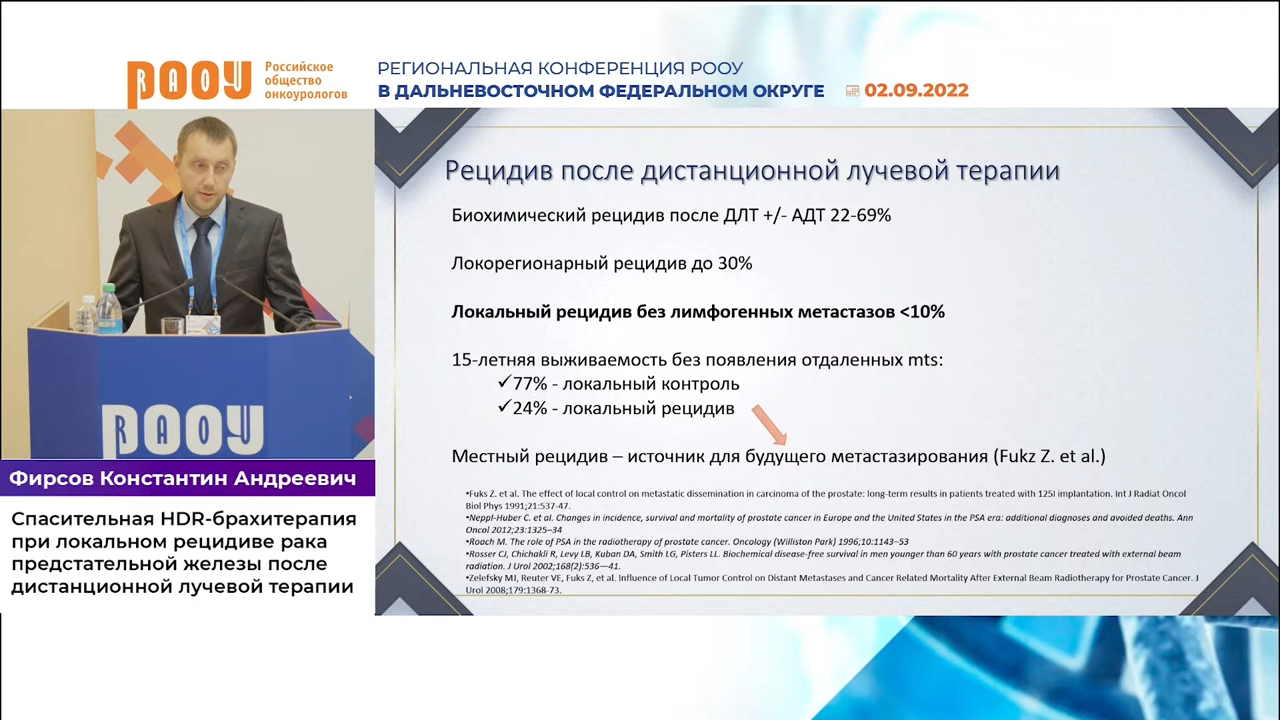 РООУ
RAOU
Российское
общество
онкоурологов
РЕГИОНАЛЬНАЯ КОНФЕРЕНЦИЯ РООУ
В ДАЛЬНЕВОСТОЧНОМ ФЕДЕРАЛЬНОМ ОКРУГЕ
02.09.2022
Рецидив после дистанционной лучевой терапии
Биохимический рецидив после ДЛТ +/- АДТ 22-69%
Локорегионарный рецидив до 30%
Локальный рецидив без лимфогенных метастазов <10%
15-летняя выживаемость без появления отдаленных mts:
✓77% - локальный контроль
✓24% - локальный рецидив
Местный рецидив – источник для будущего метастазирования (Fukz Z. et al.)
•Fuks Z. et al. The effect of local control on metastatic dissemination in carcinoma of the prostate: long-term results in patients treated with 125I implantation. Int J Radiat Oncol
Biol Phys 1991;21:537-47.
•Neppl-Huber C. et al. Changes in incidence, survival and mortality of prostate cancer in Europe and the United States in the PSA era: additional diagnoses and avoided deaths. Ann
Oncol 2012;23:1325–34
•Roach M. The role of PSA in the radiotherapy of prostate cancer. Oncology (Williston Park) 1996;10:1143–53
•Rosser CJ, Chichakli R, Levy LB, Kuban DA, Smith LG, Pisters LL. Biochemical disease-free survival in men younger than 60 years with prostate cancer treated with external beam
radiation. J Urol 2002;168(2):536—41.
•Zelefsky MJ, Reuter VE, Fuks Z, et al. Influence of Local Tumor Control on Distant Metastases and Cancer Related Mortality After External Beam Radiotherapy for Prostate Cancer. J
Urol 2008;179:1368-73.
РООУ
RAOU
Фирсов Константин Андреевич
Спасительная HDR-брахитерапия
при локальном рецидиве рака
предстательной железы после
дистанционной лучевой терапии